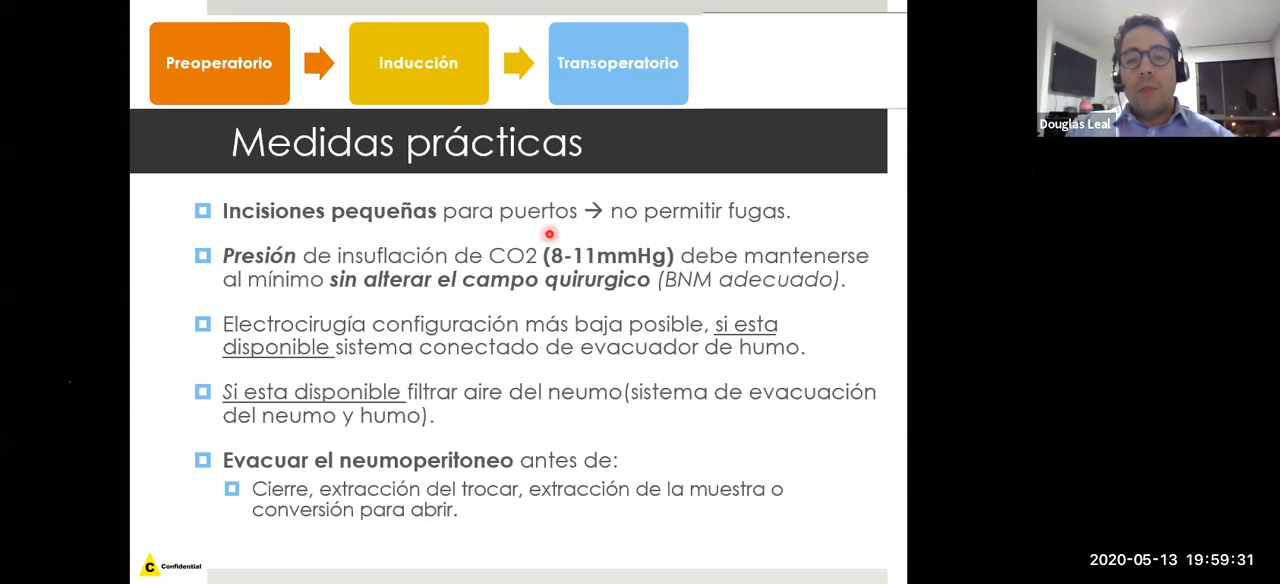 Preoperatorio
Inducción
Transoperatorio
Douglas Leal
Medidas prácticas
Incisiones pequeñas para puertos → no permitir fugas.
Presión de insuflación de CO2 (8-11mmHg) debe mantenerse
al mínimo sin alterar el campo quirurgico (BNM adecuado).
Electrocirugía configuración más baja posible, si esta
disponible sistema conectado de evacuador de humo.
Si esta disponible filtrar aire del neumo(sistema de evacuación
del neumo y humo).
Evacuar el neumoperitoneo antes de:
Cierre, extracción del trocar, extracción de la muestra o
conversión para abrir.
C Confidential
2020-05-13 19:59:31